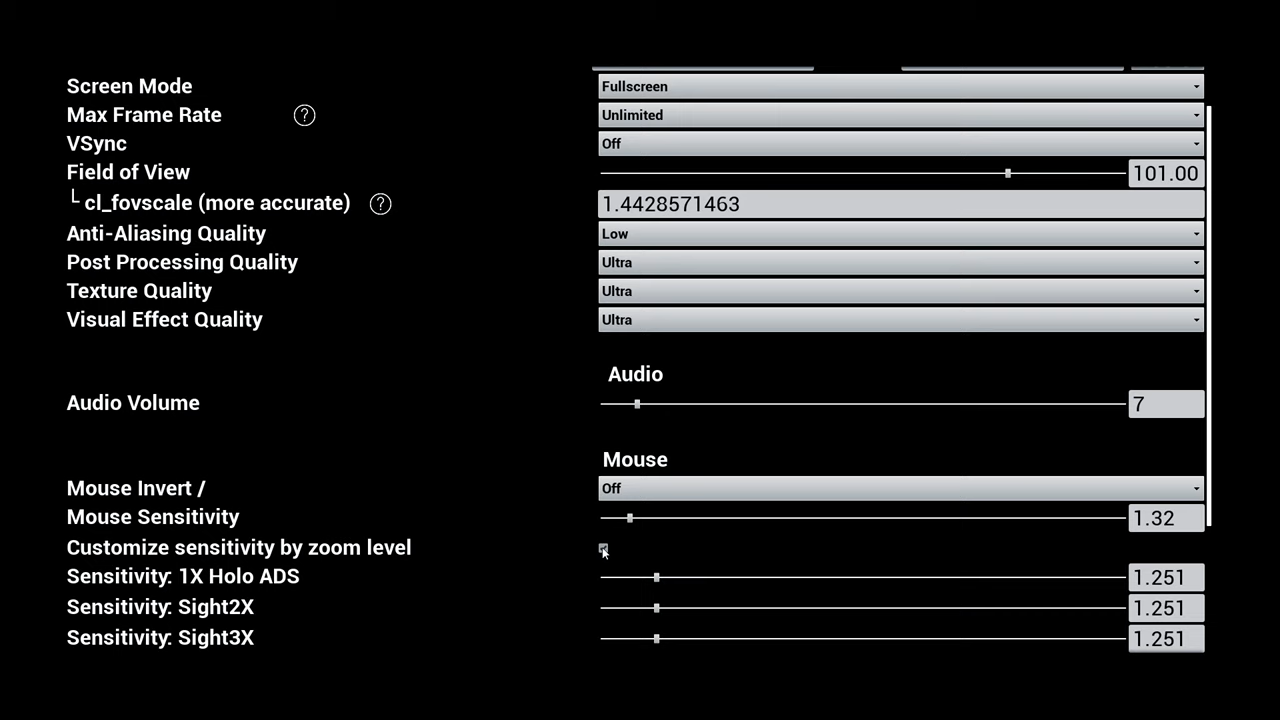 Screen Mode Fullscreen
Max Frame Rate ? Unlimited
VSync Off
Field of View 101.00
└ cl_fovscale (more accurate) ? 1.4428571463
Anti-Aliasing Quality Low
Post Processing Quality Ultra
Texture Quality Ultra
Visual Effect Quality Ultra
Audio
Audio Volume 7
Mouse
Mouse Invert / Off
Mouse Sensitivity 1.32
Customize sensitivity by zoom level
Sensitivity: 1X Holo ADS 1.251
Sensitivity: Sight2X 1.251
Sensitivity: Sight3X 1.251